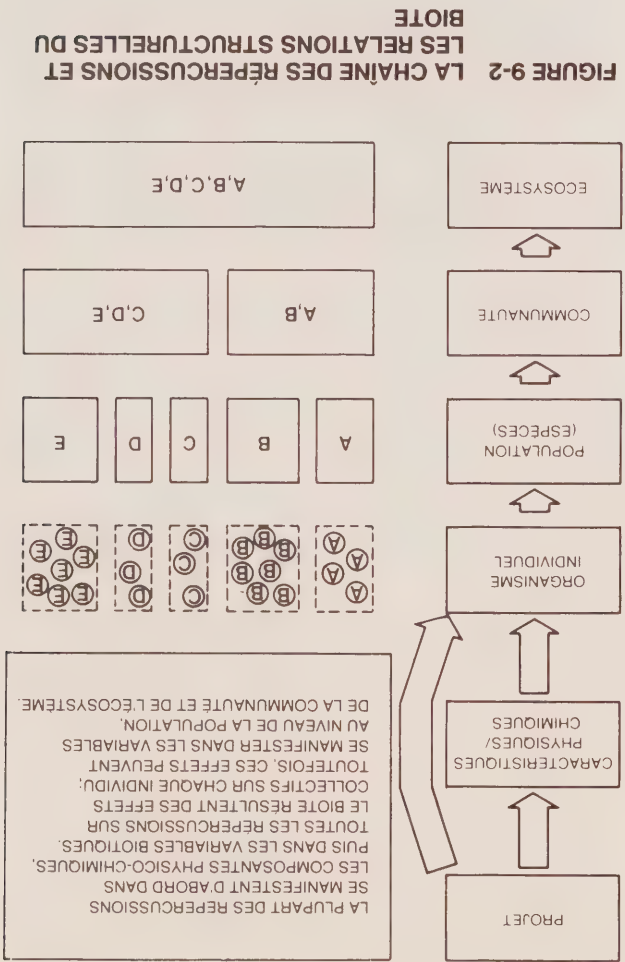 PROJET
CARACTÉRISTIQUES
PHYSIQUES/
CHIMIQUES
LA PLUPART DES REPERCUSSIONS
SE MANIFESTENT D'ABORD DANS
LES COMPOSANTES PHYSICO-CHIMIQUES,
PUIS DANS LES VARIABLES BIOTIQUES.
TOUTES LES RÉPERCUSSIONS SUR
LE BIOTE RÉSULTENT DES EFFETS
COLLECTIFS SUR CHAQUE INDIVIDU;
TOUTEFOIS, CES EFFETS PEUVENT
SE MANIFESTER DANS LES VARIABLES
AU NIVEAU DE LA POPULATION,
DE LA COMMUNAUTÉ ET DE L'ÉCOSYSTÈME.
ORGANISME
INDIVIDUEL
A A A A A
B B B B B B B B
C C C
D D D
E E E E E E E E
POPULATION
(ESPÈCES)
A B C D E
COMMUNAUTÉ
A,B C,D,E
ECOSYSTÈME
A,B,C,D,E
FIGURE 9-2 LA CHAÎNE DES RÉPERCUSSIONS ET
LES RELATIONS STRUCTURELLES DU
BIOTE